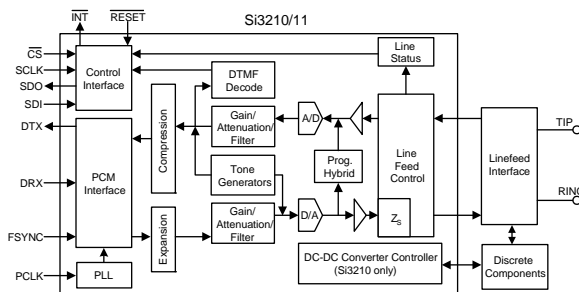 INT
RESET
Si3210/11
CS
SCLK
SDO
SDI
DTX
DRX
FSYNC
PCLK
Control
Interface
PCM
Interface
PLL
Compression
Expansion
DTMF
Decode
Gain/
Attenuation/
Filter
Tone
Generators
Gain/
Attenuation/
Filter
A/D
D/A
Prog.
Hybrid
Line
Status
Line
Feed
Control
Zs
DC-DC Converter Controller
(Si3210 only)
Linefeed
Interface
Discrete
Components
TIP
RING